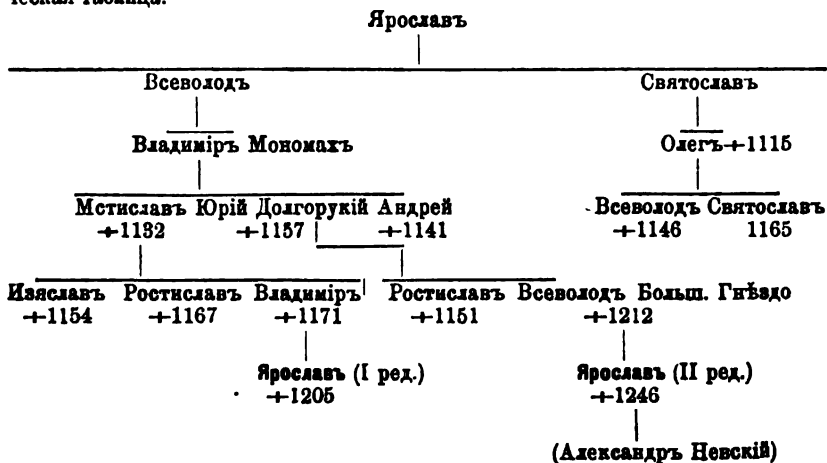 ческая таблица.
Ярославъ
Всеволодъ Святославъ
Владиміръ Мономахъ Олегъ +1115
Мстиславъ Юрій Долгорукій Андрей Всеволодъ Святославъ
+1132 +1157 +1141 +1146 1165
Изяславъ Ростиславъ Владиміръ Ростиславъ Всеволодъ Больш. Гнѣздо
+1154 +1167 +1171 +1151 +1212
Ярославъ (I ред.) Ярославъ (II ред.)
+1205 +1246
(Александръ Невскій)